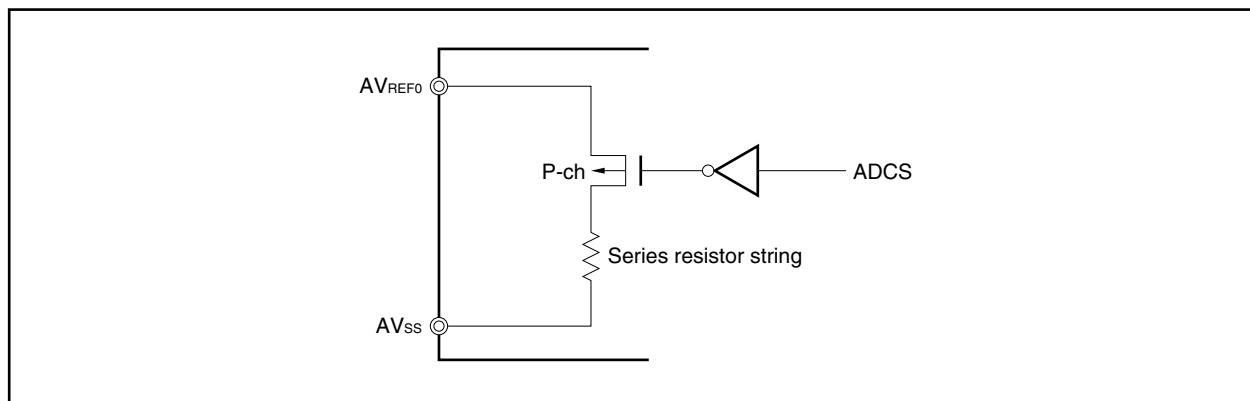 AVREF0
P-ch
ADCS
Series resistor string
AVSS